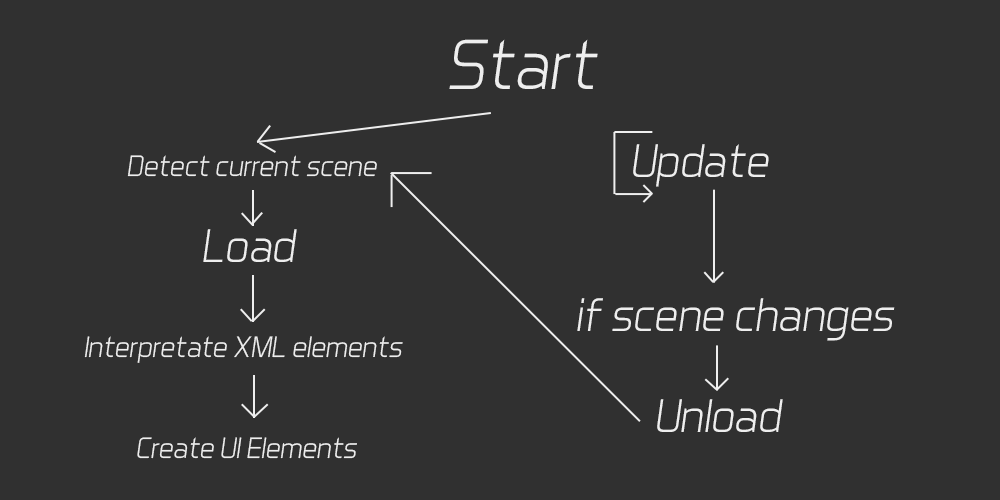 Start
Detect current scene
Load
Interpretate XML elements
Create UI Elements
Update
if scene changes
Unload